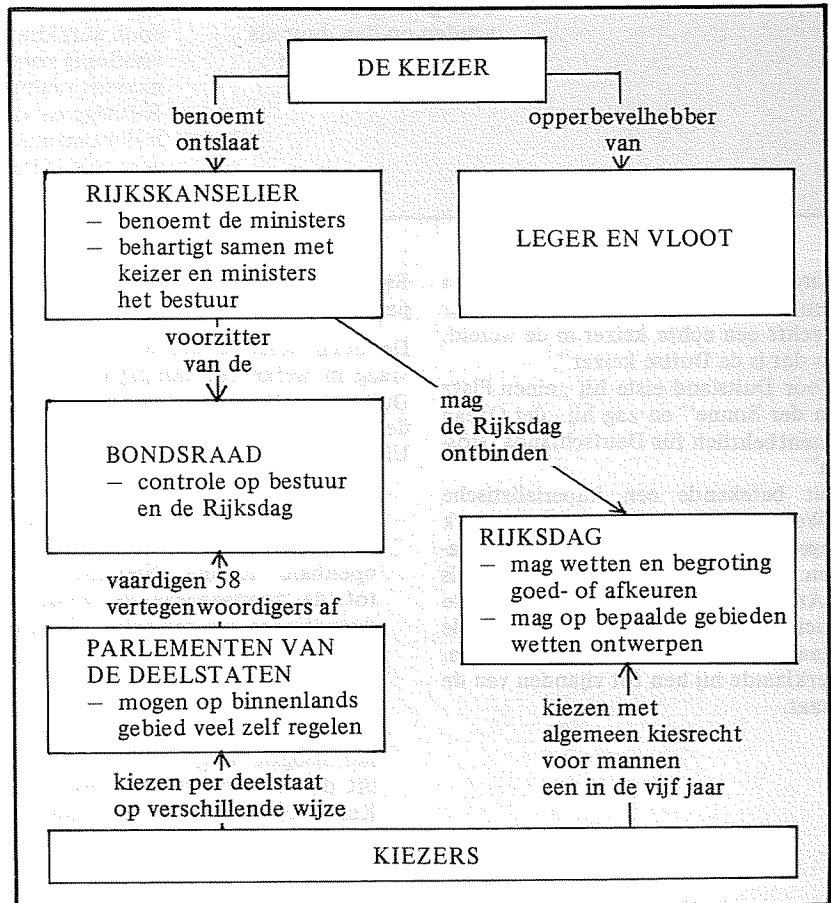 DE KEIZER
benoemt
ontslaat
opperbevelhebber
van
RIJKSKANSELIER
– benoemt de ministers
– behartigt samen met
keizer en ministers
het bestuur
LEGER EN VLOOT
voorzitter
van de
mag
de Rijksdag
ontbinden
BONDSRAAD
– controle op bestuur
en de Rijksdag
RIJKSDAG
– mag wetten en begroting
goed- of afkeuren
– mag op bepaalde gebieden
wetten ontwerpen
vaardigen 58
vertegenwoordigers af
PARLEMENTEN VAN
DE DEELSTATEN
– mogen op binnenlands
gebied veel zelf regelen
kiezen met
algemeen kiesrecht
voor mannen
een in de vijf jaar
kiezen per deelstaat
op verschillende wijze
KIEZERS